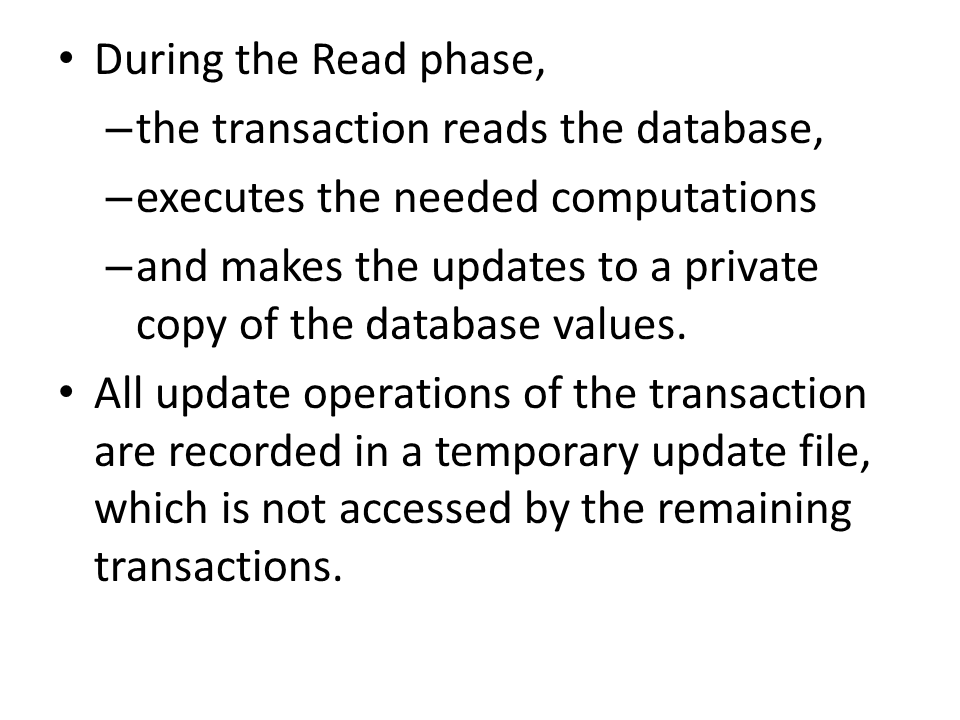 • During the Read phase,
–the transaction reads the database,
–executes the needed computations
–and makes the updates to a private
copy of the database values.
• All update operations of the transaction
are recorded in a temporary update file,
which is not accessed by the remaining
transactions.